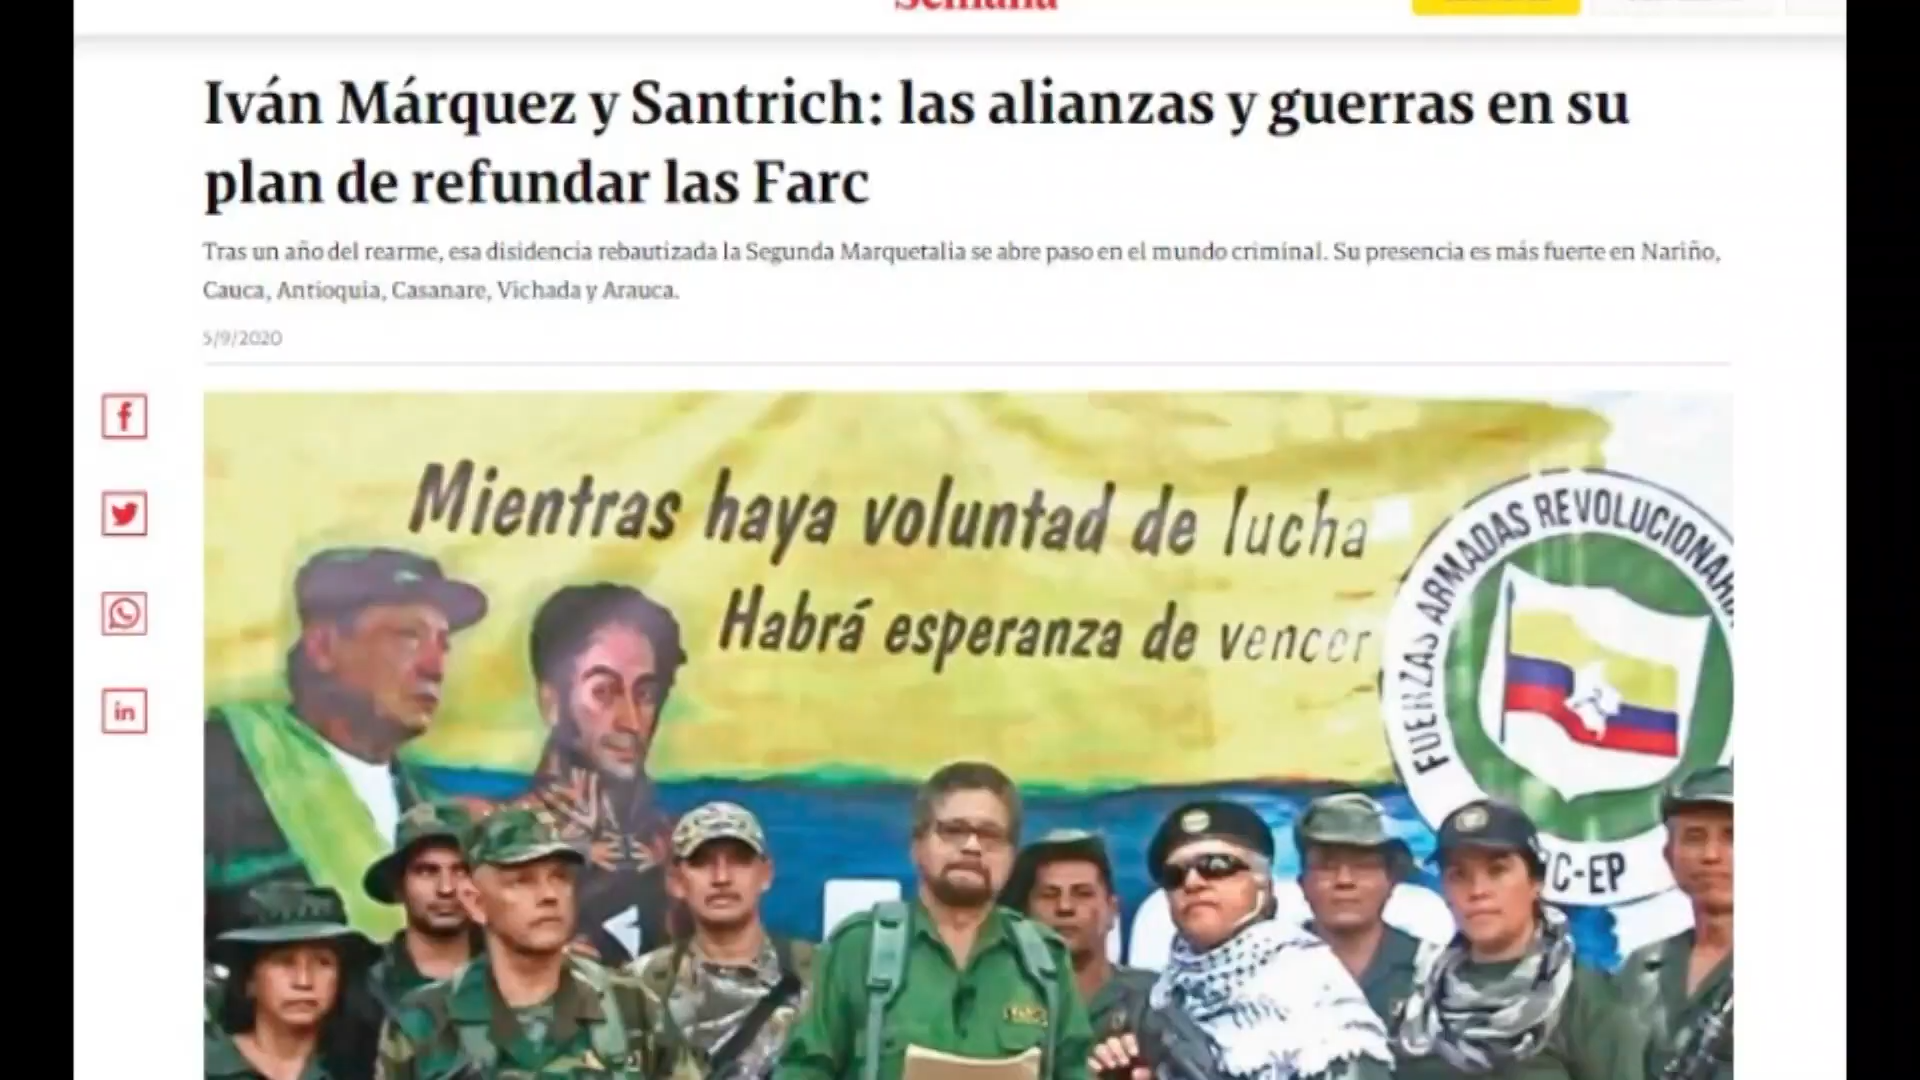 Semana
Iván Márquez y Santrich: las alianzas y guerras en su
plan de refundar las Farc
Tras un año del rearme, esa disidencia rebautizada la Segunda Marquetalia se abre paso en el mundo criminal. Su presencia es más fuerte en Nariño,
Cauca, Antioquia, Casanare, Vichada y Arauca.
5/9/2020
f
in
Mientras haya voluntad de lucha
Habrá esperanza de vencer
FUERZAS ARMADAS REVOLUCIONARI
C-EP